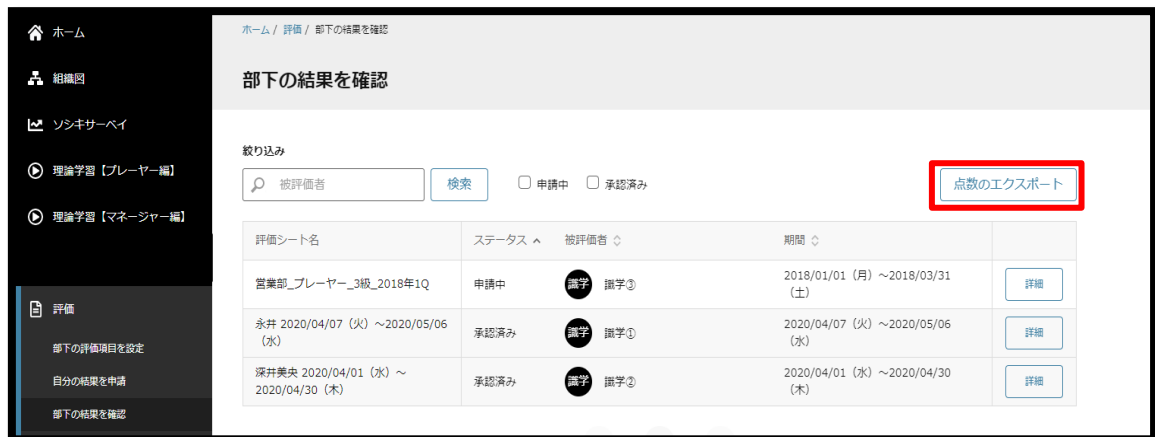 ホーム
組織図
ソシキサーベイ
理論学習【プレーヤー編】
理論学習【マネージャー編】
評価
部下の評価項目を設定
自分の結果を申請
部下の結果を確認
ホーム / 評価 / 部下の結果を確認
部下の結果を確認
絞り込み
被評価者 検索 申請中 承認済み 点数のエクスポート
評価シート名 ステータス 被評価者 期間
営業部_プレーヤー_3級_2018年1Q 申請中 識学 識学③ 2018/01/01（月）～2018/03/31
（土） 詳細
永井 2020/04/07（火）～2020/05/06
（水） 承認済み 識学 識学① 2020/04/07（火）～2020/05/06
（水） 詳細
深井美央 2020/04/01（水）～
2020/04/30（木） 承認済み 識学 識学② 2020/04/01（水）～2020/04/30
（木） 詳細